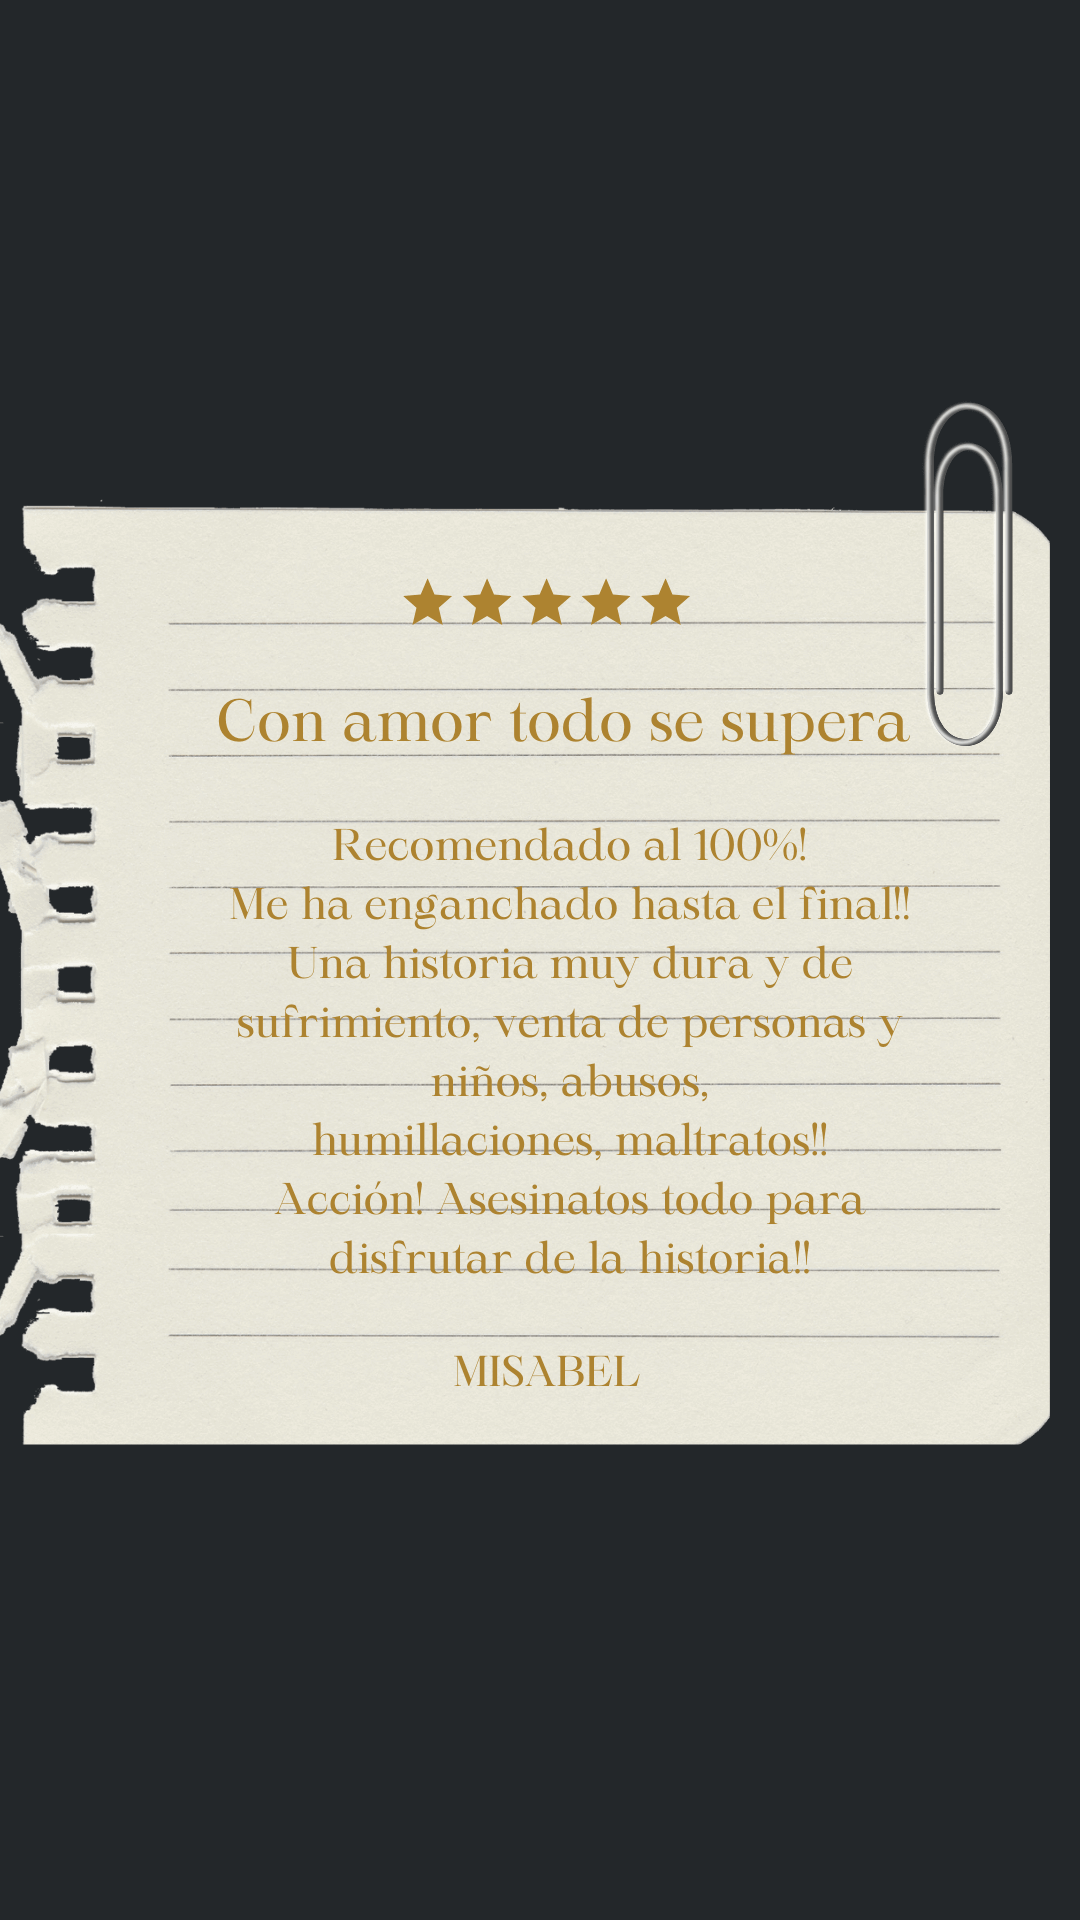 Con amor todo se supera
Recomendado al 100%!
Me ha enganchado hasta el final!!
Una historia muy dura y de
sufrimiento, venta de personas y
niños, abusos,
humillaciones, maltratos!!
Acción! Asesinatos todo para
disfrutar de la historia!!
MISABEL